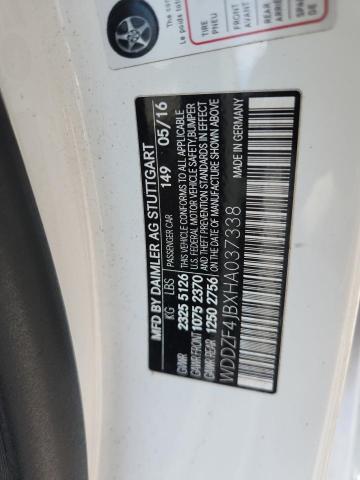 MFD BY DAIMLER AG STUTTGART
KG LBS PASSENGER CAR 149 05/16
GAWR 2325 5126 THIS VEHICLE CONFORMS TO ALL APPLICABLE
GAWR FRONT 1075 2370 U.S. FEDERAL MOTOR VEHICLE SAFETY, BUMPER
GAWR REAR 1250 2756 AND THEFT PREVENTION STANDARDS IN EFFECT
ON THE DATE OF MANUFACTURE SHOWN ABOVE
WDDZF4JBXHA037338 MADE IN GERMANY
TIRE
PNEU
FRONT
AVANT
REAR